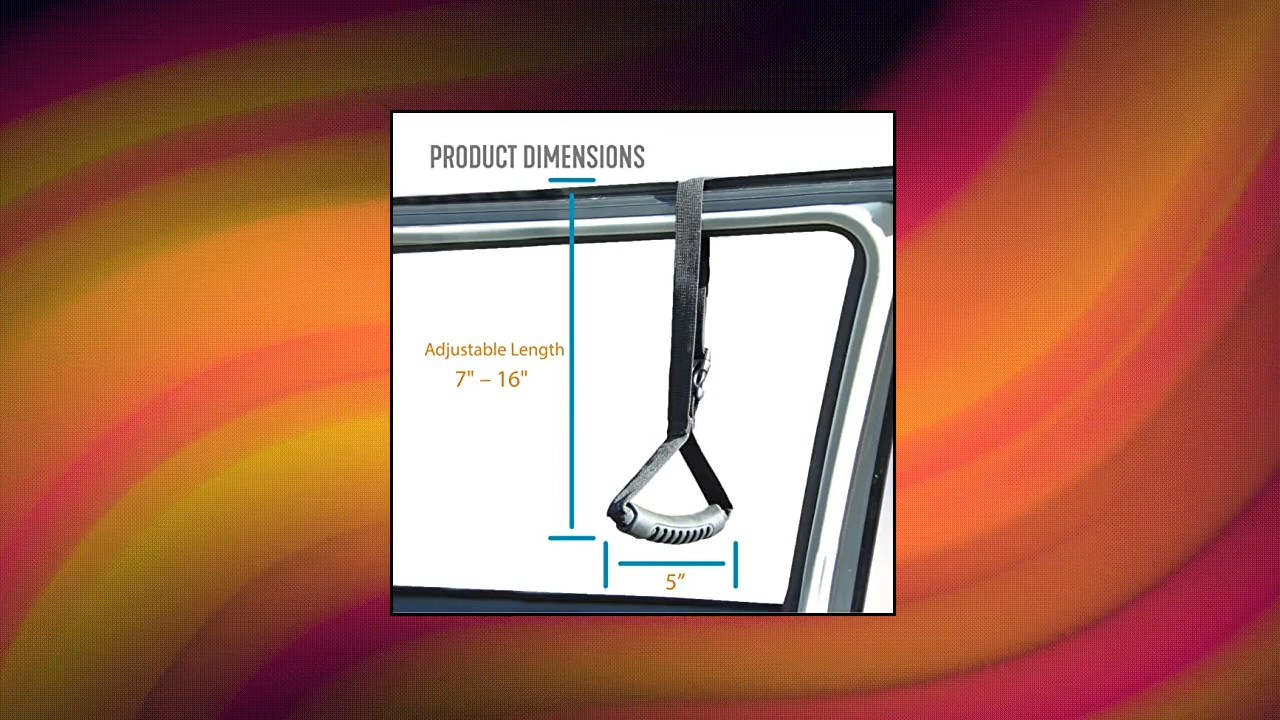 PRODUCT DIMENSIONS
Adjustable Length
7" – 16"
5”